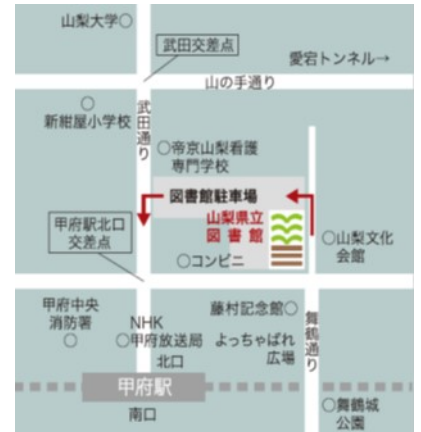 山梨大学○
武田交差点
愛宕トンネル→
山の手通り
○
新紺屋小学校
武田通り
○帝京山梨看護
専門学校
図書館駐車場
山梨県立
図書館
甲府駅北口
交差点
○コンビニ
○山梨文化
会館
甲府中央
消防署
○
NHK
○甲府放送局
北口
藤村記念館○
よっちゃばれ
広場
舞鶴通り
甲府駅
南口
○舞鶴城
公園